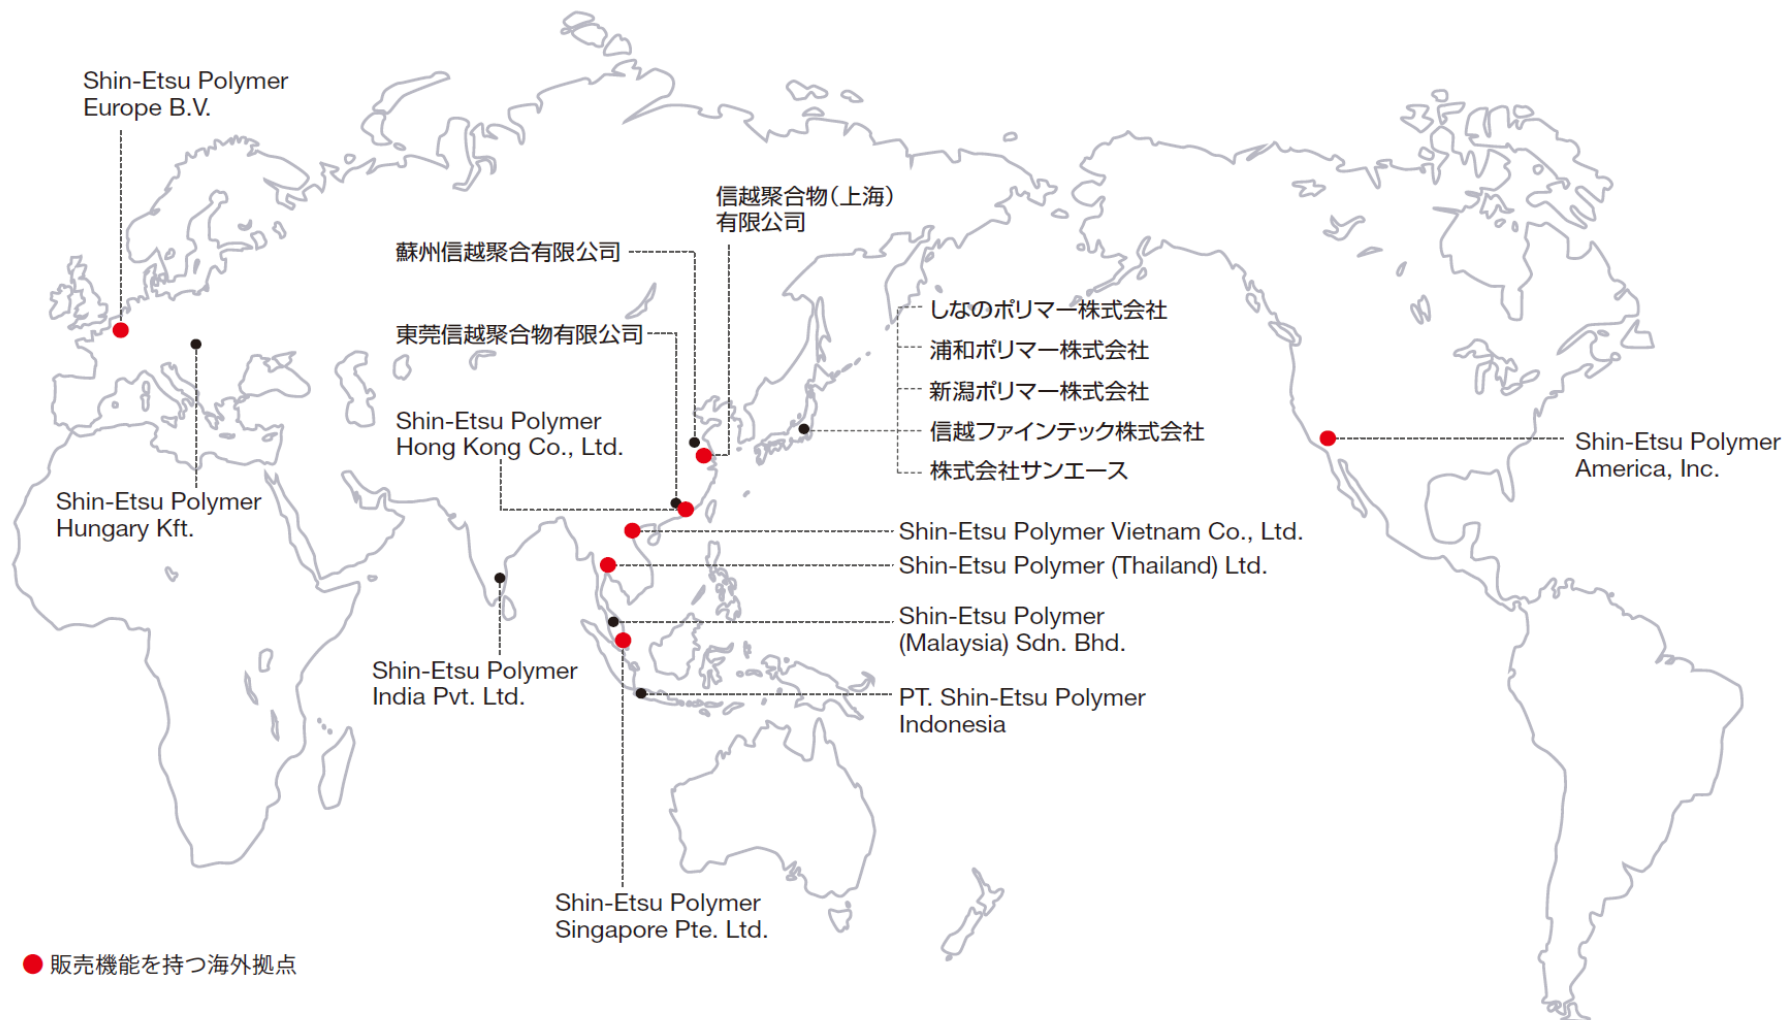 Shin-Etsu Polymer
Europe B.V.
信越聚合物(上海)
有限公司
蘇州信越聚合有限公司
東莞信越聚合物有限公司
しなのポリマー株式会社
浦和ポリマー株式会社
新潟ポリマー株式会社
信越ファインテック株式会社
株式会社サンエース
Shin-Etsu Polymer
Hong Kong Co., Ltd.
Shin-Etsu Polymer
America, Inc.
Shin-Etsu Polymer
Hungary Kft.
Shin-Etsu Polymer Vietnam Co., Ltd.
Shin-Etsu Polymer (Thailand) Ltd.
Shin-Etsu Polymer
(Malaysia) Sdn. Bhd.
Shin-Etsu Polymer
India Pvt. Ltd.
PT. Shin-Etsu Polymer
Indonesia
Shin-Etsu Polymer
Singapore Pte. Ltd.
販売機能を持つ海外拠点